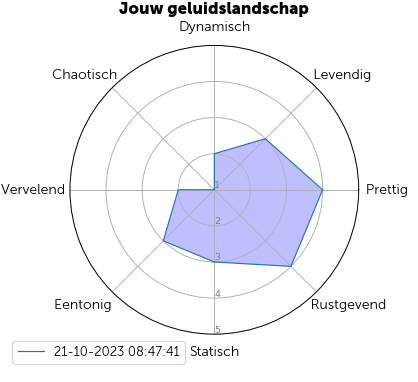 Jouw geluidslandschap
Dynamisch
Chaotisch
Levendig
Vervelend
Prettig
1
2
3
4
5
Eentonig
Rustgevend
Statisch
21-10-2023 08:47:41